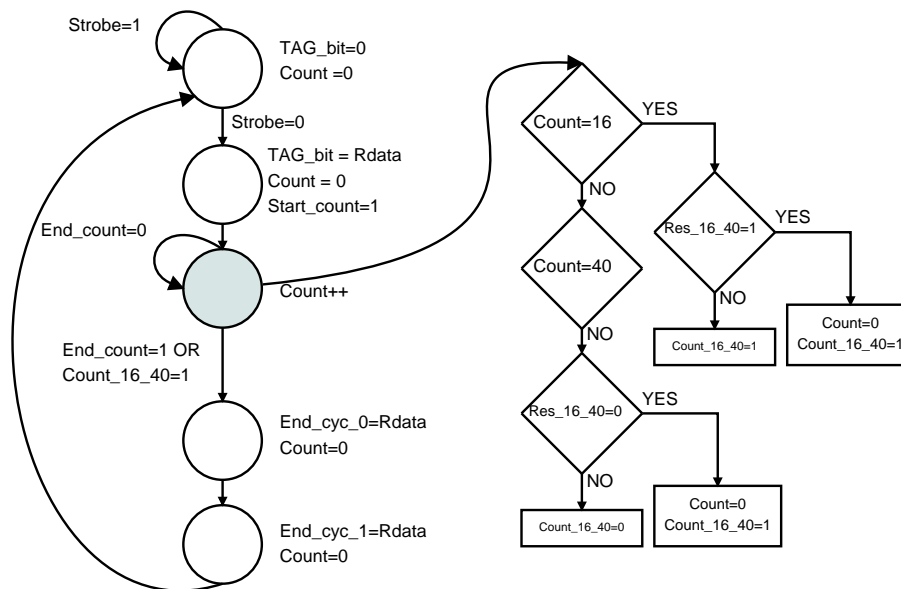 Strobe=1
TAG_bit=0
Count =0
Strobe=0
TAG_bit = Rdata
Count = 0
Start_count=1
End_count=0
Count++
End_count=1 OR
Count_16_40=1
End_cyc_0=Rdata
Count=0
End_cyc_1=Rdata
Count=0
Count=16
YES
NO
Res_16_40=1
YES
NO
Count_16_40=1
Count=0
Count_16_40=1
Count=40
NO
Res_16_40=0
YES
NO
Count_16_40=0
Count=0
Count_16_40=1